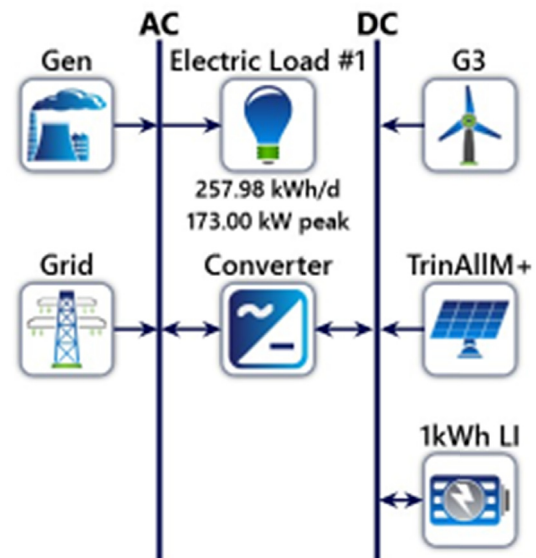 AC
DC
Gen
Electric Load #1
G3
257.98 kWh/d
173.00 kW peak
Grid
Converter
TrinAllM+
1kWh LI